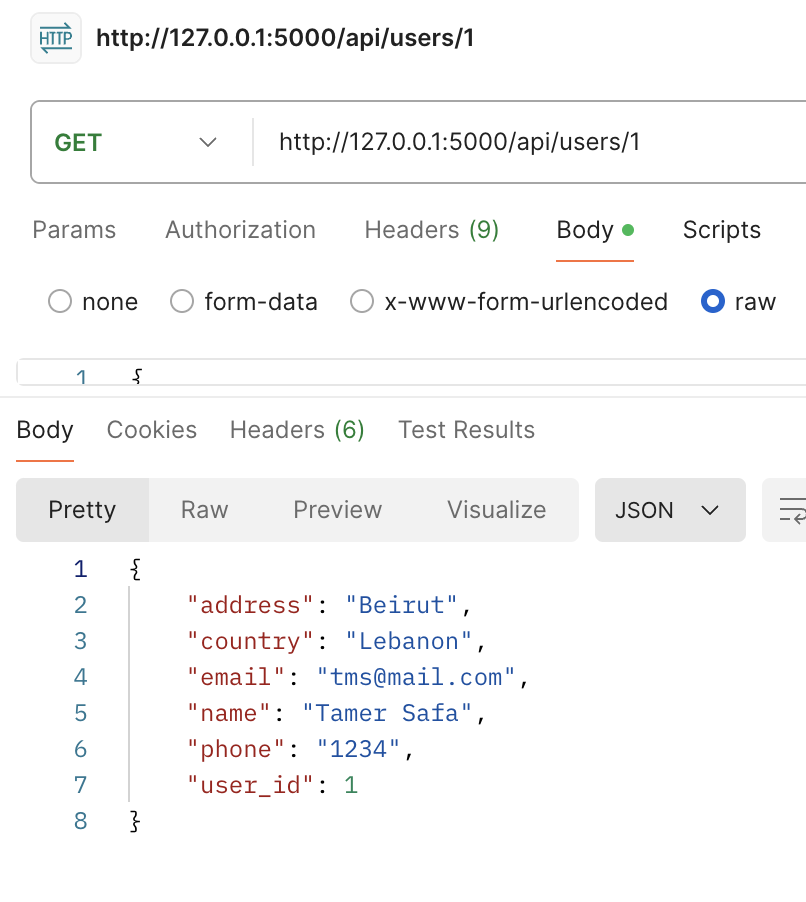 HTTP http://127.0.0.1:5000/api/users/1
GET http://127.0.0.1:5000/api/users/1
Params Authorization Headers (9) Body Scripts
none form-data x-www-form-urlencoded raw
1 {
Body Cookies Headers (6) Test Results
Pretty Raw Preview Visualize JSON
1 {
2 "address": "Beirut",
3 "country": "Lebanon",
4 "email": "tms@mail.com",
5 "name": "Tamer Safa",
6 "phone": "1234",
7 "user_id": 1
8 }